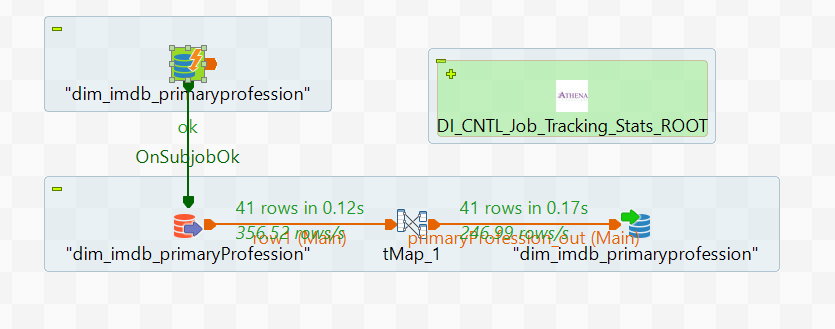 "dim_imdb_primaryprofession"
ATHENA
DI_CNTL_Job_Tracking_Stats_ROOT
ok
OnSubjobOk
41 rows in 0.12s
356.52 rows/s
row1 (Main)
41 rows in 0.17s
246.99 rows/s
primaryProfession_out (Main)
"dim_imdb_primaryProfession"
tMap_1
"dim_imdb_primaryprofession"